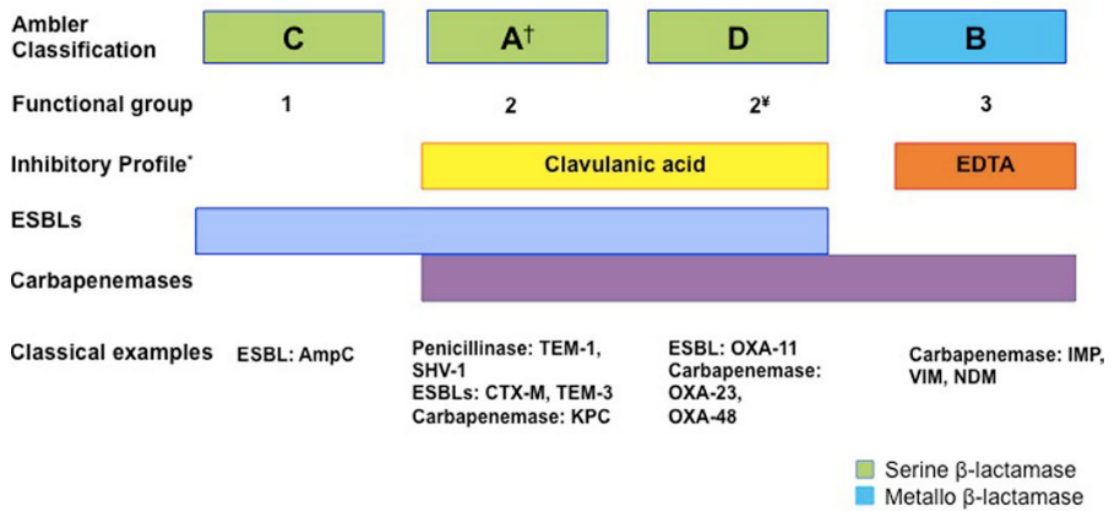 Ambler
Classification
C
A†
D
B
Functional group
1
2
2¥
3
Inhibitory Profile*
Clavulanic acid
EDTA
ESBLs
Carbapenemases
Classical examples
ESBL: AmpC
Penicillinase: TEM-1,
SHV-1
ESBLs: CTX-M, TEM-3
Carbapenemase: KPC
ESBL: OXA-11
Carbapenemase:
OXA-23,
OXA-48
Carbapenemase: IMP,
VIM, NDM
Serine β-lactamase
Metallo β-lactamase